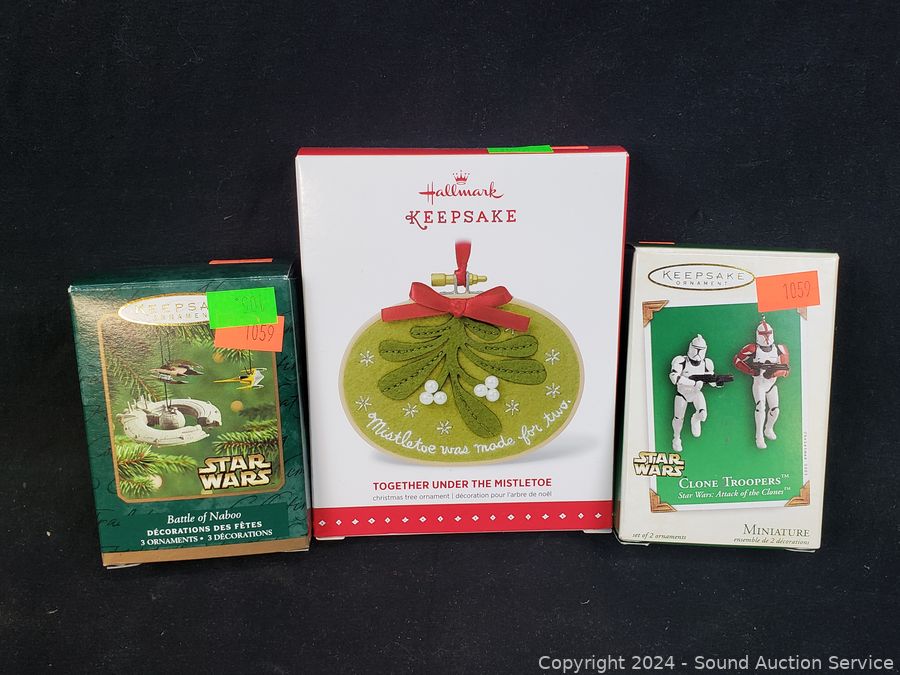 KEEPSAKE
ORNAMENT
1059
STAR
WARS
Battle of Naboo
DÉCORATIONS DES FÊTES
3 ORNAMENTS • 3 DÉCORATIONS
Hallmark
KEEPSAKE
Mistletoe was made for two.
TOGETHER UNDER THE MISTLETOE
christmas tree ornament | décoration pour l'arbre de noël
KEEPSAKE
ORNAMENT
1059
STAR
WARS
CLONE TROOPERS™
Star Wars: Attack of the Clones™
set of 2 ornaments
MINIATURE
ensemble de 2 décorations
Copyright © 2024 - Sound Auction Service